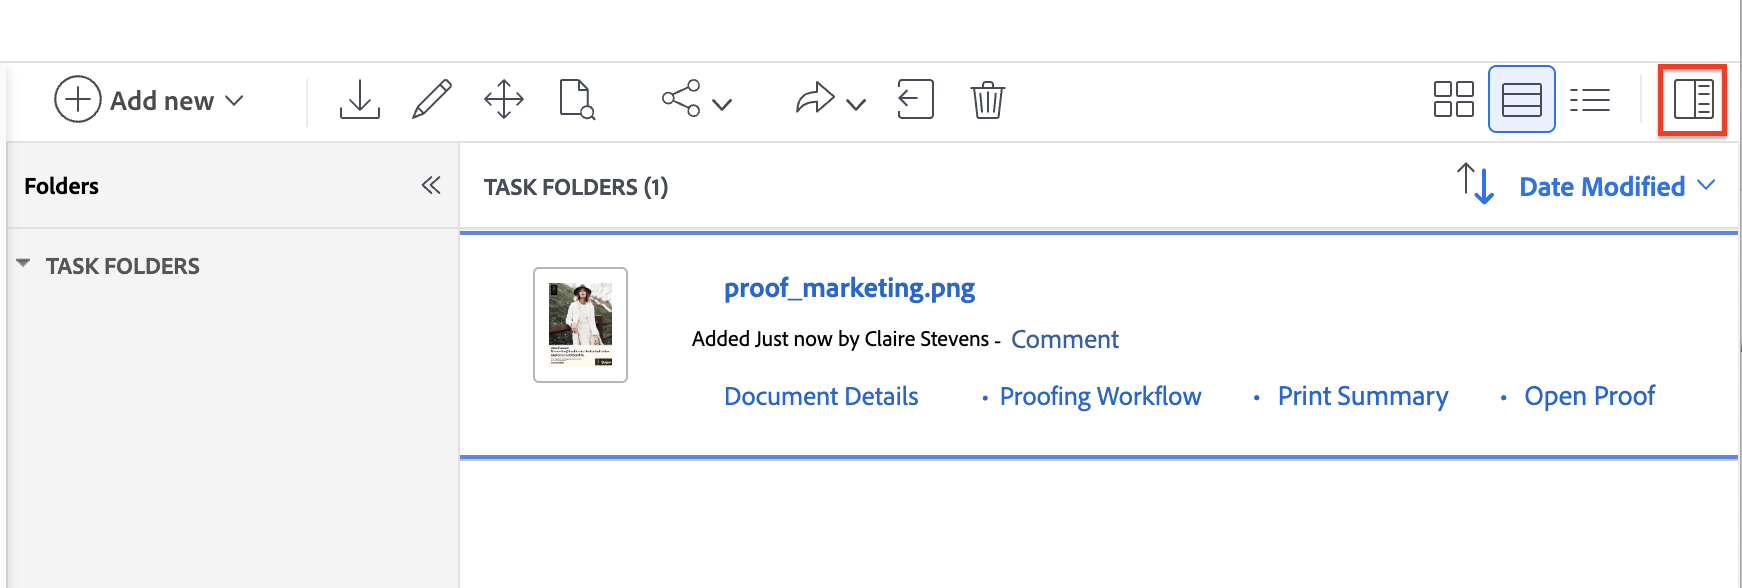 Add new
Folders
TASK FOLDERS (1)
Date Modified
TASK FOLDERS
proof_marketing.png
Added Just now by Claire Stevens - Comment
Document Details • Proofing Workflow • Print Summary • Open Proof